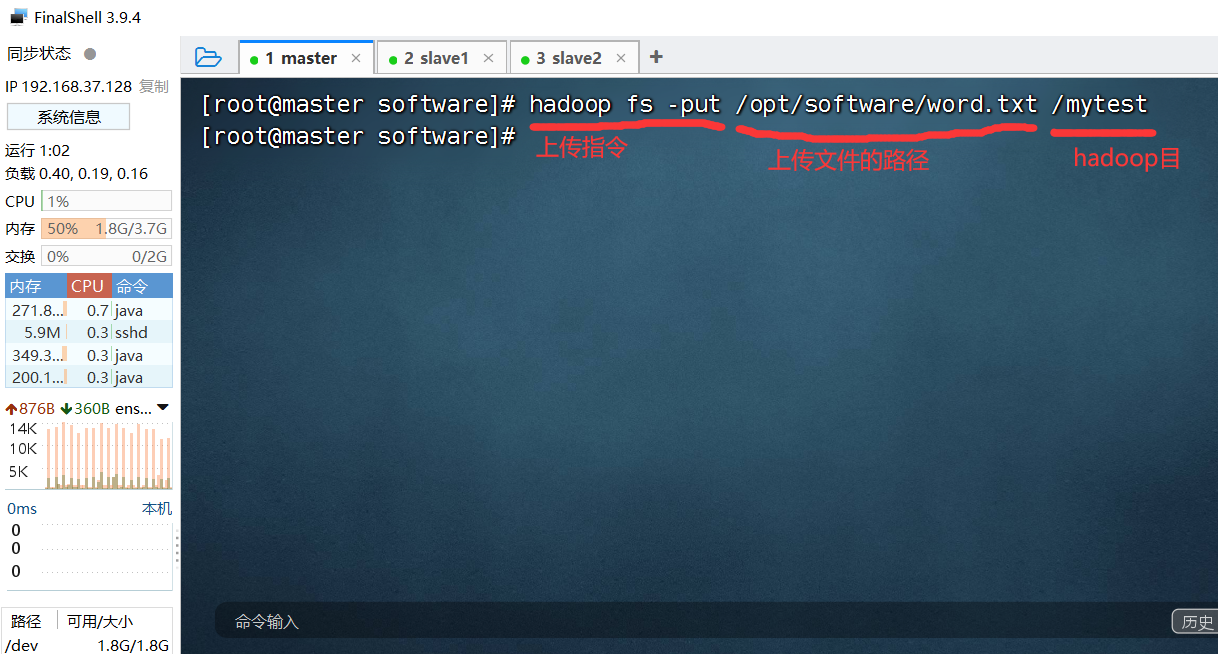 FinalShell 3.9.4
同步状态
IP 192.168.37.128 复制
系统信息
运行 1:02
负载 0.40, 0.19, 0.16
CPU 1%
内存 50% 1.8G/3.7G
交换 0% 0/2G
内存 CPU 命令
271.8... 0.7 java
5.9M 0.3 sshd
349.3... 0.3 java
200.1... 0.3 java
876B 360B ens...
14K
10K
5K
0ms 本机
0
0
0
路径 可用/大小
/dev 1.8G/1.8G
1 master × 2 slave1 × 3 slave2 × +
[root@master software]# hadoop fs -put /opt/software/word.txt /mytest
[root@master software]#
上传指令 上传文件的路径 hadoop目
命令输入 历史